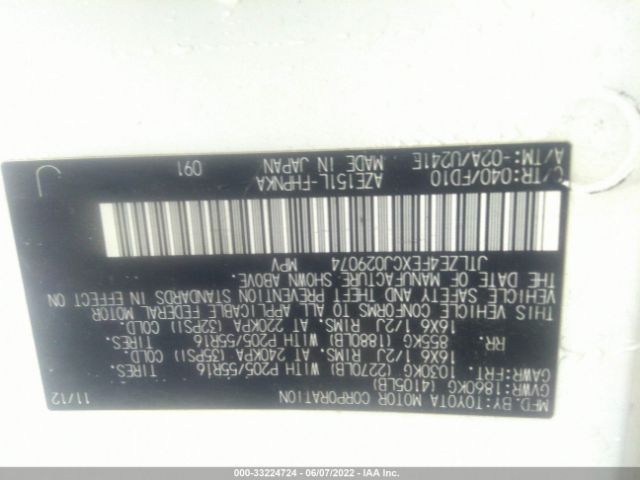 MFD.BY:TOYOTA MOTOR CORPORATION 11/12
GVWR:1860KG(4105LB)
GAWR:FRT. 1030KG(2270LB) WITH P205/55R16 TIRES.
16X6 1/2J RIMS. AT 240KPA (35PSI) COLD.
RR. 855KG(1880LB) WITH P205/55R16 TIRES.
16X6 1/2J RIMS. AT 220KPA (32PSI) COLD.
THIS VEHICLE CONFORMS TO ALL APPLICABLE FEDERAL MOTOR
VEHICLE SAFETY AND THEFT PREVENTION STANDARDS IN EFFECT ON
THE DATE OF MANUFACTURE SHOWN ABOVE.
JTLZE4FEXCJ029074 MPV
C/TR:040/FD10 AZE151L-FHPNKA 091
A/TM:-02A/U241E MADE IN JAPAN
J
000-33224724 - 06/07/2022 - IAA Inc.